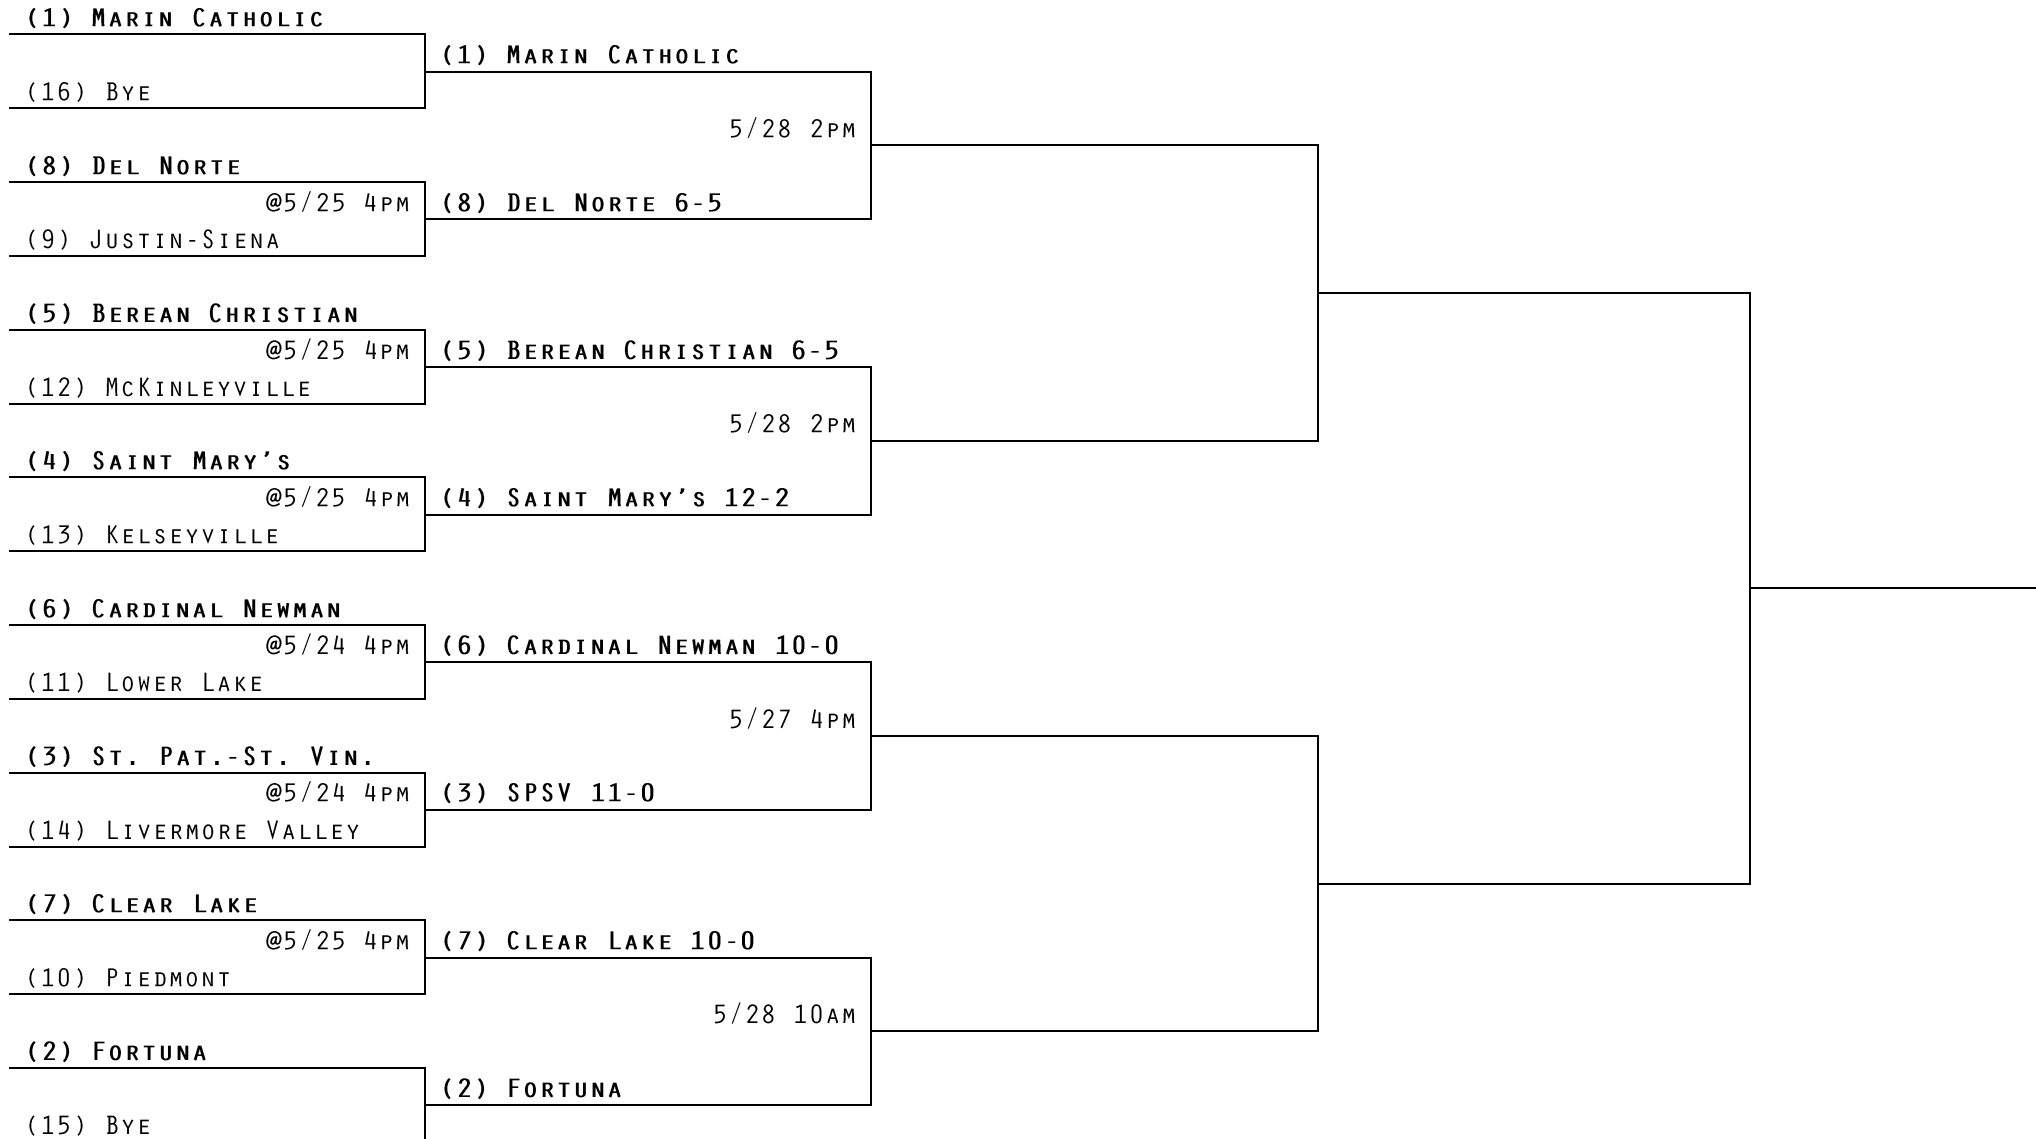 (1) Marin Catholic
(1) Marin Catholic
(16) Bye
5/28 2pm
(8) Del Norte
@5/25 4pm
(8) Del Norte 6-5
(9) Justin-Siena
(5) Berean Christian
@5/25 4pm
(5) Berean Christian 6-5
(12) McKinleyville
5/28 2pm
(4) Saint Mary's
@5/25 4pm
(4) Saint Mary's 12-2
(13) Kelseyville
(6) Cardinal Newman
@5/24 4pm
(6) Cardinal Newman 10-0
(11) Lower Lake
5/27 4pm
(3) St. Pat.-St. Vin.
@5/24 4pm
(3) SPSV 11-0
(14) Livermore Valley
(7) Clear Lake
@5/25 4pm
(7) Clear Lake 10-0
(10) Piedmont
5/28 10am
(2) Fortuna
(2) Fortuna
(15) Bye